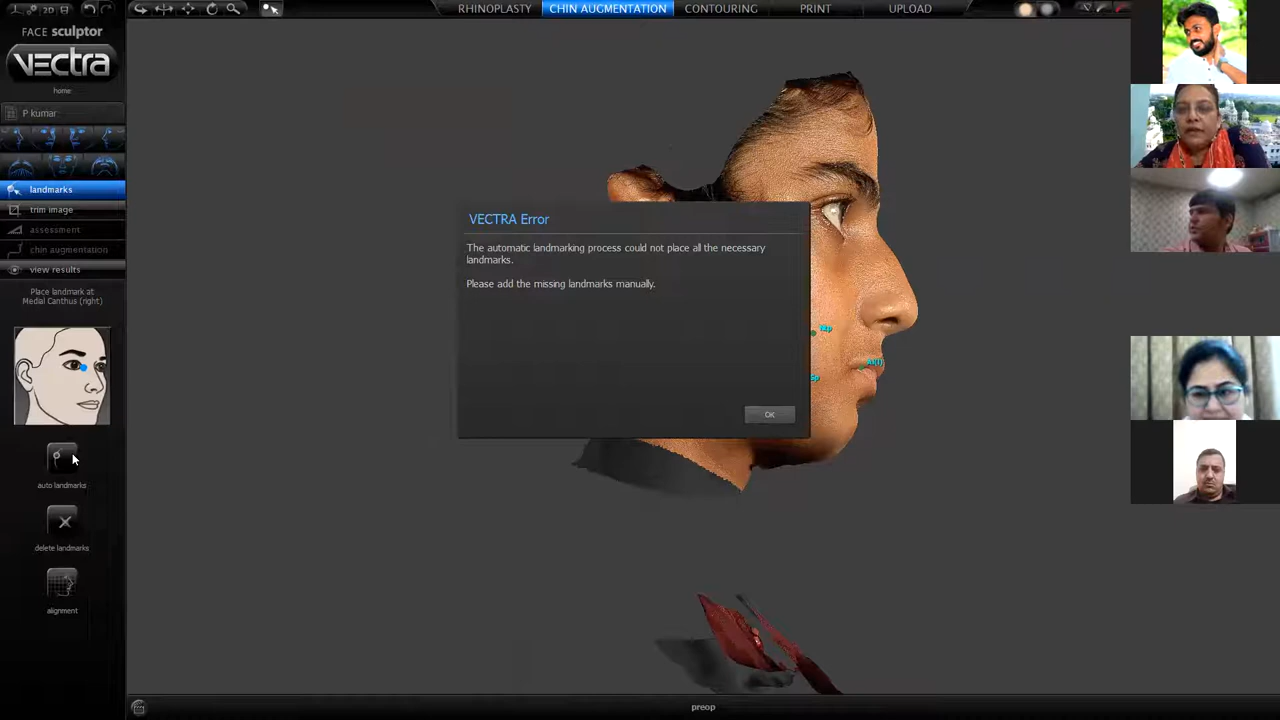 2D
RHINOPLASTY
CHIN AUGMENTATION
CONTOURING
PRINT
UPLOAD
FACE sculptor
vectra
home
P kumar
landmarks
trim image
assessment
chin augmentation
view results
Place landmark at
Medial Canthus (right)
auto landmarks
delete landmarks
alignment
VECTRA Error
The automatic landmarking process could not place all the necessary
landmarks.
Please add the missing landmarks manually.
OK
preop